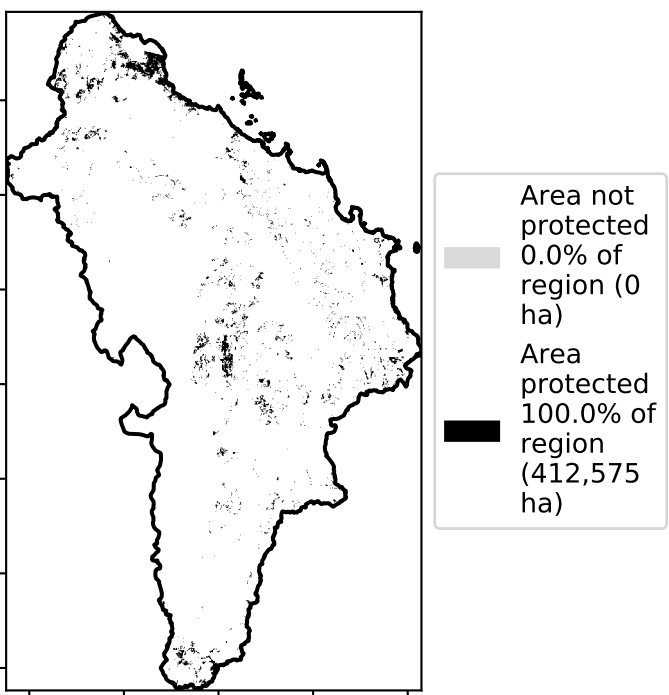 Area not
protected
0.0% of
region (0
ha)
Area
protected
100.0% of
region
(412,575
ha)